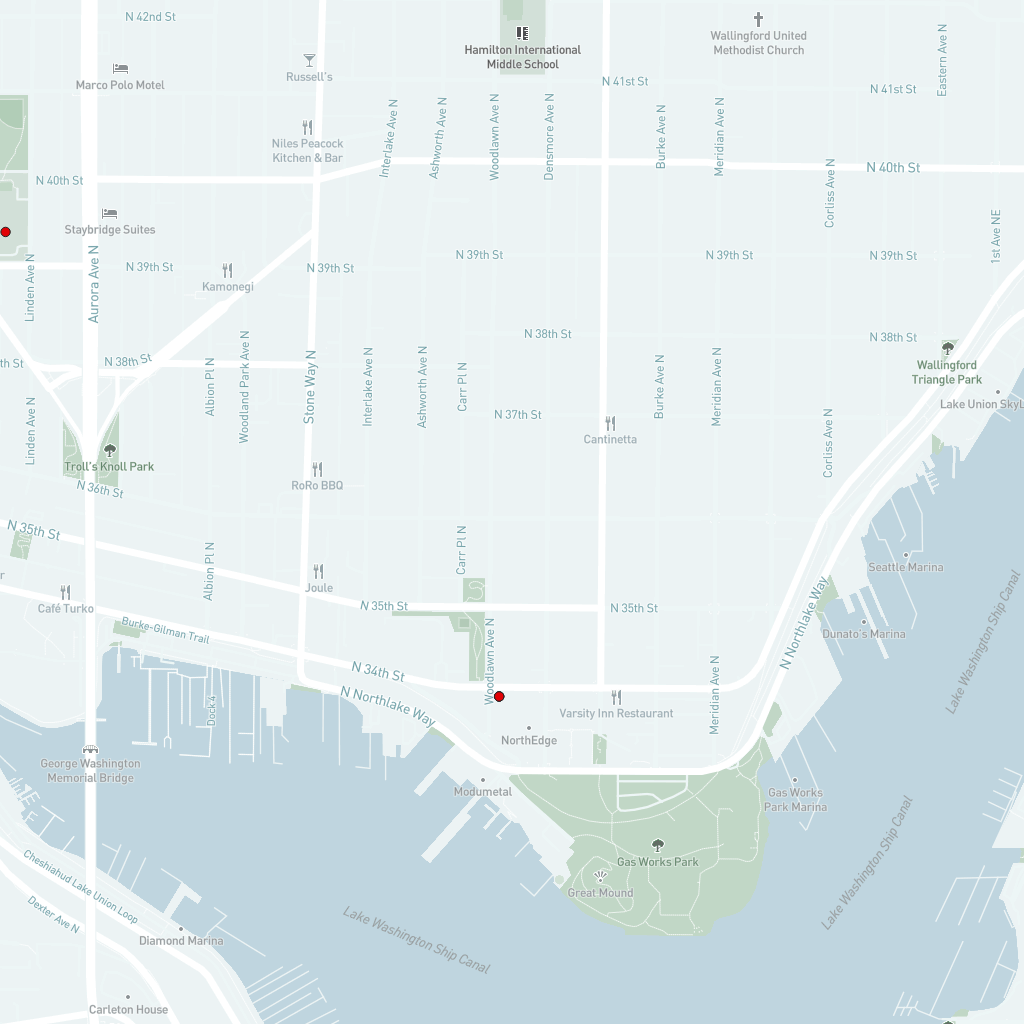 N 42nd St
Hamilton International
Middle School
Wallingford United
Methodist Church
Eastern Ave N
Marco Polo Motel
Russell's
N 41st St
N 41st St
Interlake Ave N
Ashworth Ave N
Woodlawn Ave N
Densmore Ave N
Burke Ave N
Meridian Ave N
Niles Peacock
Kitchen & Bar
N 40th St
N 40th St
Corliss Ave N
Staybridge Suites
1st Ave NE
Linden Ave N
Aurora Ave N
N 39th St
N 39th St
N 39th St
N 39th St
N 39th St
Kamonegi
N 38th St
N 38th St
th St
N 38th St
Albion Pl N
Woodland Park Ave N
Stone Way N
Interlake Ave N
Ashworth Ave N
Carr Pl N
Burke Ave N
Meridian Ave N
Wallingford
Triangle Park
Lake Union SkyL
Linden Ave N
N 37th St
Cantinetta
Corliss Ave N
Troll's Knoll Park
N 36th St
RoRo BBQ
N 35th St
Carr Pl N
Albion Pl N
Seattle Marina
Joule
r
Café Turko
N 35th St
N 35th St
Burke-Gilman Trail
Woodlawn Ave N
N Northlake Way
Dunato's Marina
Lake Washington Ship Canal
N 34th St
N Northlake Way
Dock 4
Meridian Ave N
Varsity Inn Restaurant
NorthEdge
George Washington
Memorial Bridge
Modumetal
Gas Works
Park Marina
Gas Works Park
Great Mound
Lake Washington Ship Canal
Cheshiahud Lake Union Loop
Dexter Ave N
Diamond Marina
Lake Washington Ship Canal
Carleton House